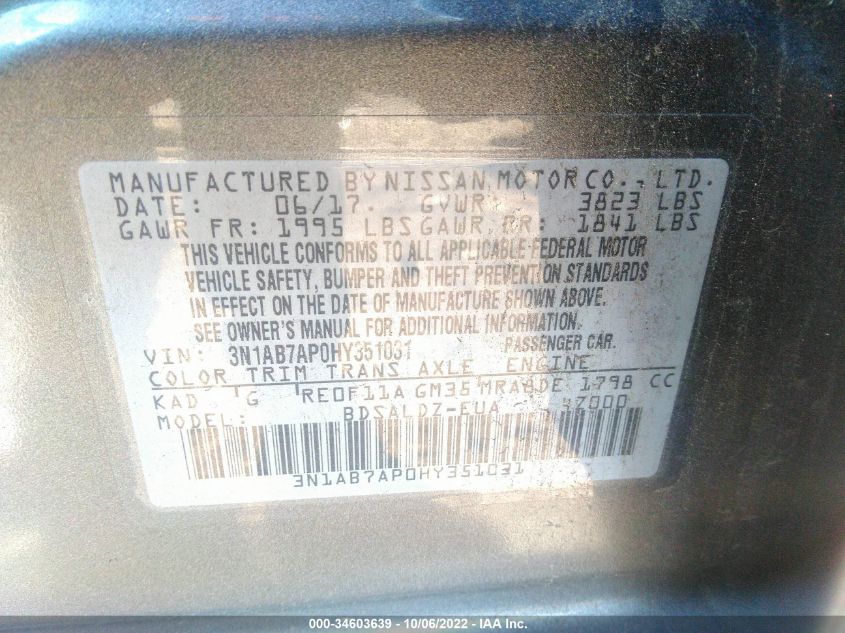 MANUFACTURED BY NISSAN MOTOR CO., LTD.
DATE: 06/17. GVWR: 3823 LBS
GAWR FR: 1995 LBS GAWR RR: 1841 LBS
THIS VEHICLE CONFORMS TO ALL APPLICABLE FEDERAL MOTOR
VEHICLE SAFETY, BUMPER AND THEFT PREVENTION STANDARDS
IN EFFECT ON THE DATE OF MANUFACTURE SHOWN ABOVE.
SEE OWNER'S MANUAL FOR ADDITIONAL INFORMATION.
VIN: 3N1AB7AP0HY351031 PASSENGER CAR.
COLOR TRIM TRANS AXLE ENGINE
KAD G RE0F11A GM35 MRA8DE 1798 CC
MODEL: BDSALDZ-EUA
3N1AB7AP0HY351031
000-34603639 - 10/06/2022 - IAA Inc.